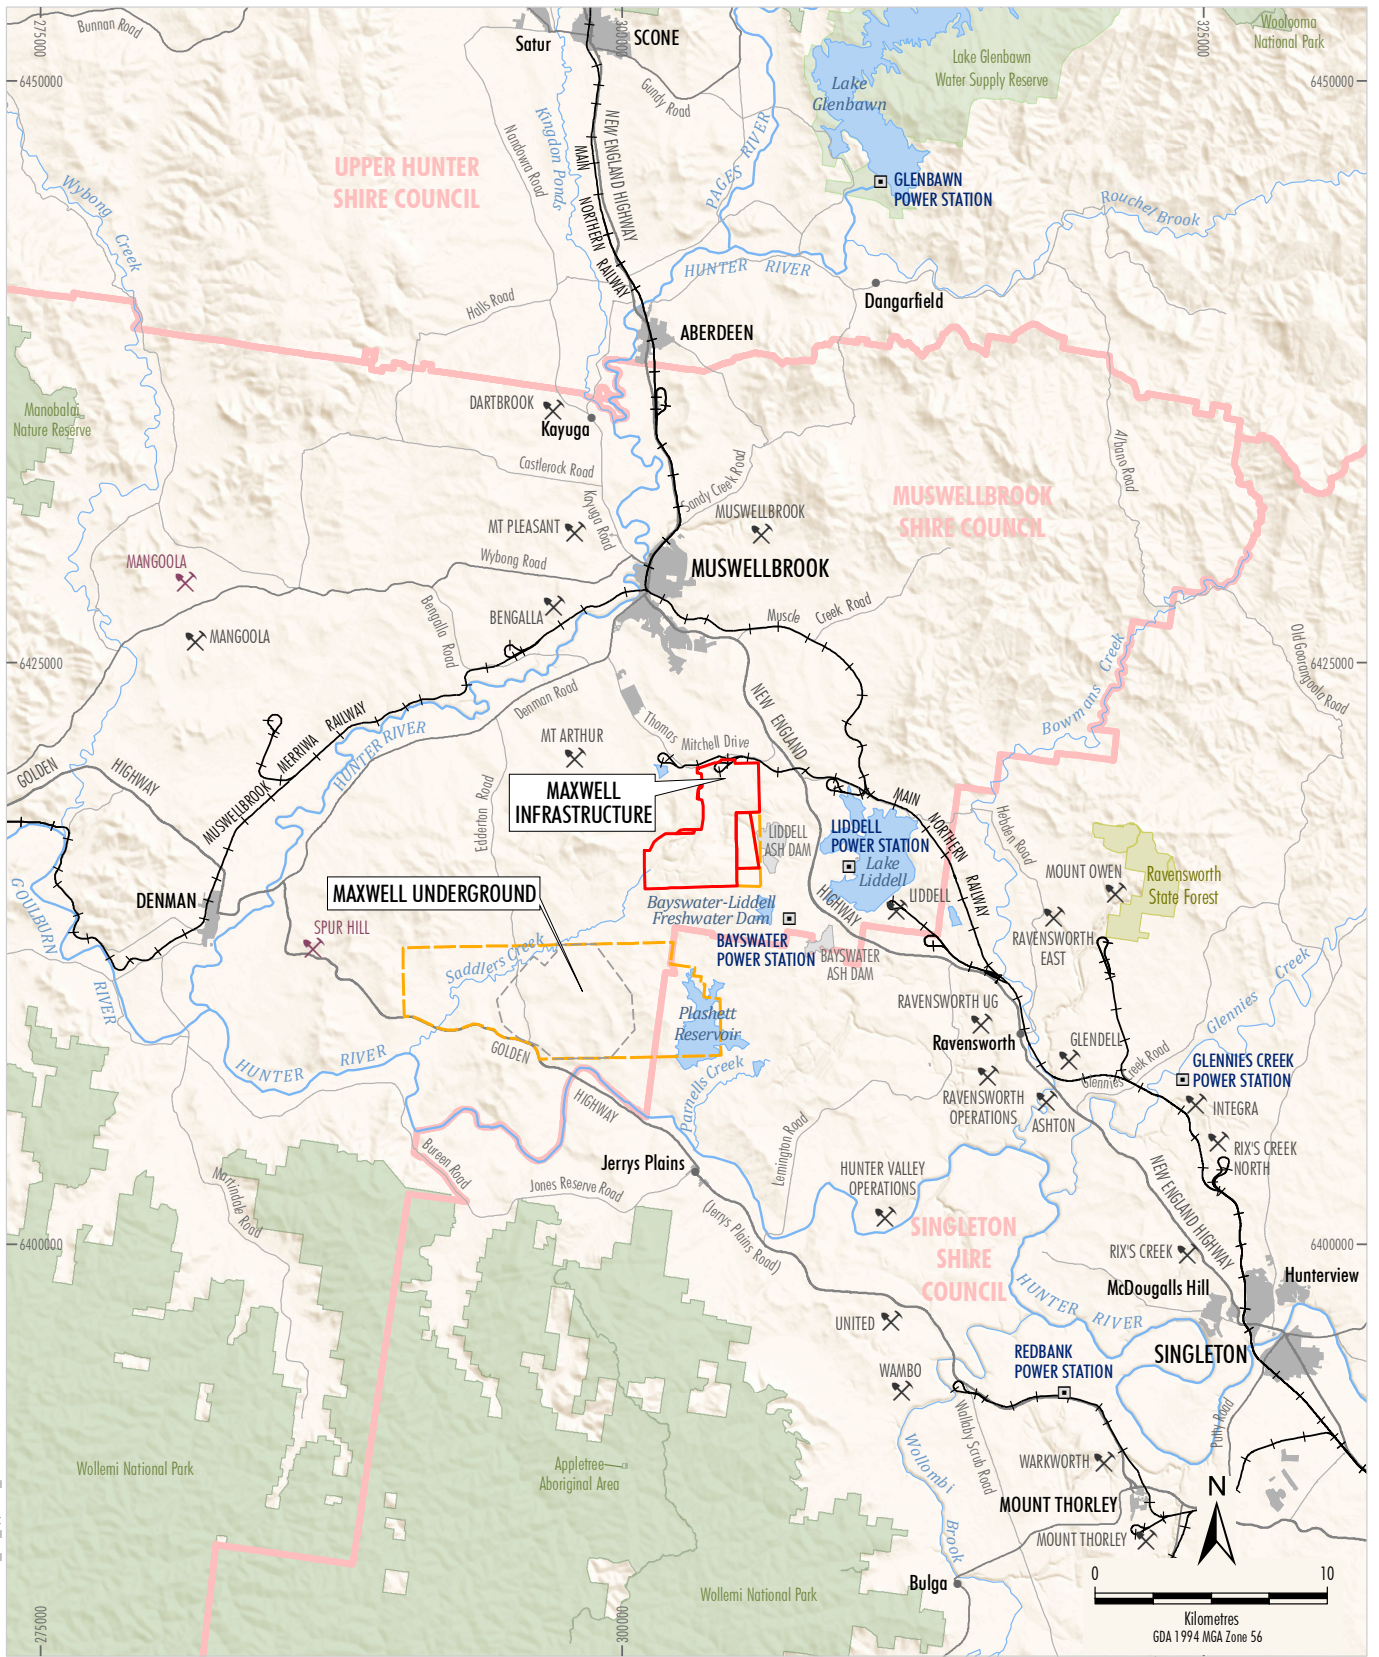 275000
Bunnan Road
Satur
SCONE
300000
325000
Woolooma
National Park
6450000
6450000
Gundy Road
Lake Glenbawn
Water Supply Reserve
Lake
Glenbawn
Kingdon Ponds
Nandowra Road
NEW ENGLAND HIGHWAY
MAIN
NORTHERN
RAILWAY
PAGES RIVER
UPPER HUNTER
SHIRE COUNCIL
GLENBAWN
POWER STATION
Wybong
Creek
Rouchel Brook
HUNTER RIVER
Dangarfield
Halls Road
ABERDEEN
Manobalai
Nature Reserve
DARTBROOK
Kayuga
Castlerock Road
Kayuga Road
Sandy Creek Road
Albano Road
MUSWELLBROOK
SHIRE COUNCIL
MT PLEASANT
MUSWELLBROOK
Wybong Road
MANGOOLA
MUSWELLBROOK
BENGALLA
Bengalla Road
Muscle
Creek Road
MANGOOLA
6425000
6425000
Bowmans Creek
Old Goorangoola Road
Denman Road
NEW ENGLAND
Thomas
Mitchell Drive
MT ARTHUR
HUNTER RIVER
MUSWELLBROOK MERRIWA RAILWAY
GOLDEN
HIGHWAY
Edderton Road
MAXWELL
INFRASTRUCTURE
LIDDELL
ASH DAM
LIDDELL
POWER STATION
Lake
Liddell
MAIN
NORTHERN
RAILWAY
Hebden Road
MOUNT OWEN
Ravensworth
State Forest
MAXWELL UNDERGROUND
DENMAN
GOULBURN
RIVER
SPUR HILL
Bayswater-Liddell
Freshwater Dam
HIGHWAY
LIDDELL
RAVENSWORTH
EAST
BAYSWATER
POWER STATION
BAYSWATER
ASH DAM
Saddlers Creek
Glennies Creek
Plashett
Reservoir
RAVENSWORTH UG
Ravensworth
GLENDELL
GOLDEN
HIGHWAY
HUNTER RIVER
Parnells Creek
Glennies Creek Road
GLENNIES CREEK
POWER STATION
RAVENSWORTH
OPERATIONS
ASHTON
INTEGRA
Bureen Road
Lemington Road
RIX'S CREEK
NORTH
Jerrys Plains
Martindale Road
Jones Reserve Road
(Jerrys Plains Road)
HUNTER VALLEY
OPERATIONS
NEW ENGLAND HIGHWAY
SINGLETON
SHIRE
COUNCIL
6400000
6400000
RIX'S CREEK
McDougalls Hill
Hunterview
HUNTER RIVER
UNITED
REDBANK
POWER STATION
SINGLETON
WAMBO
Wallaby Scrub Road
Putty Road
Wollombi
Brook
Wollemi National Park
Appletree
Aboriginal Area
WARKWORTH
MOUNT THORLEY
MOUNT THORLEY
N
Bulga
Wollemi National Park
0
10
Kilometres
GDA 1994 MGA Zone 56
275000
300000